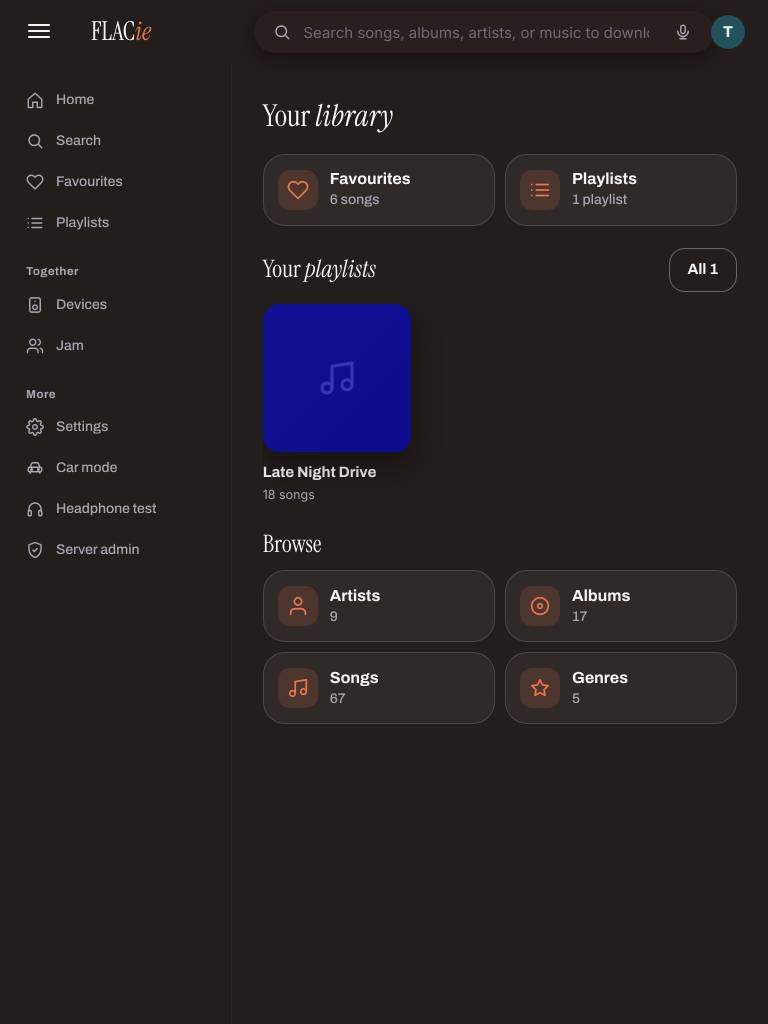 FLACie
Search songs, albums, artists, or music to downl
T
Home
Search
Favourites
Playlists
Together
Devices
Jam
More
Settings
Car mode
Headphone test
Server admin
Your library
Favourites
6 songs
Playlists
1 playlist
Your playlists
All 1
Late Night Drive
18 songs
Browse
Artists
9
Albums
17
Songs
67
Genres
5